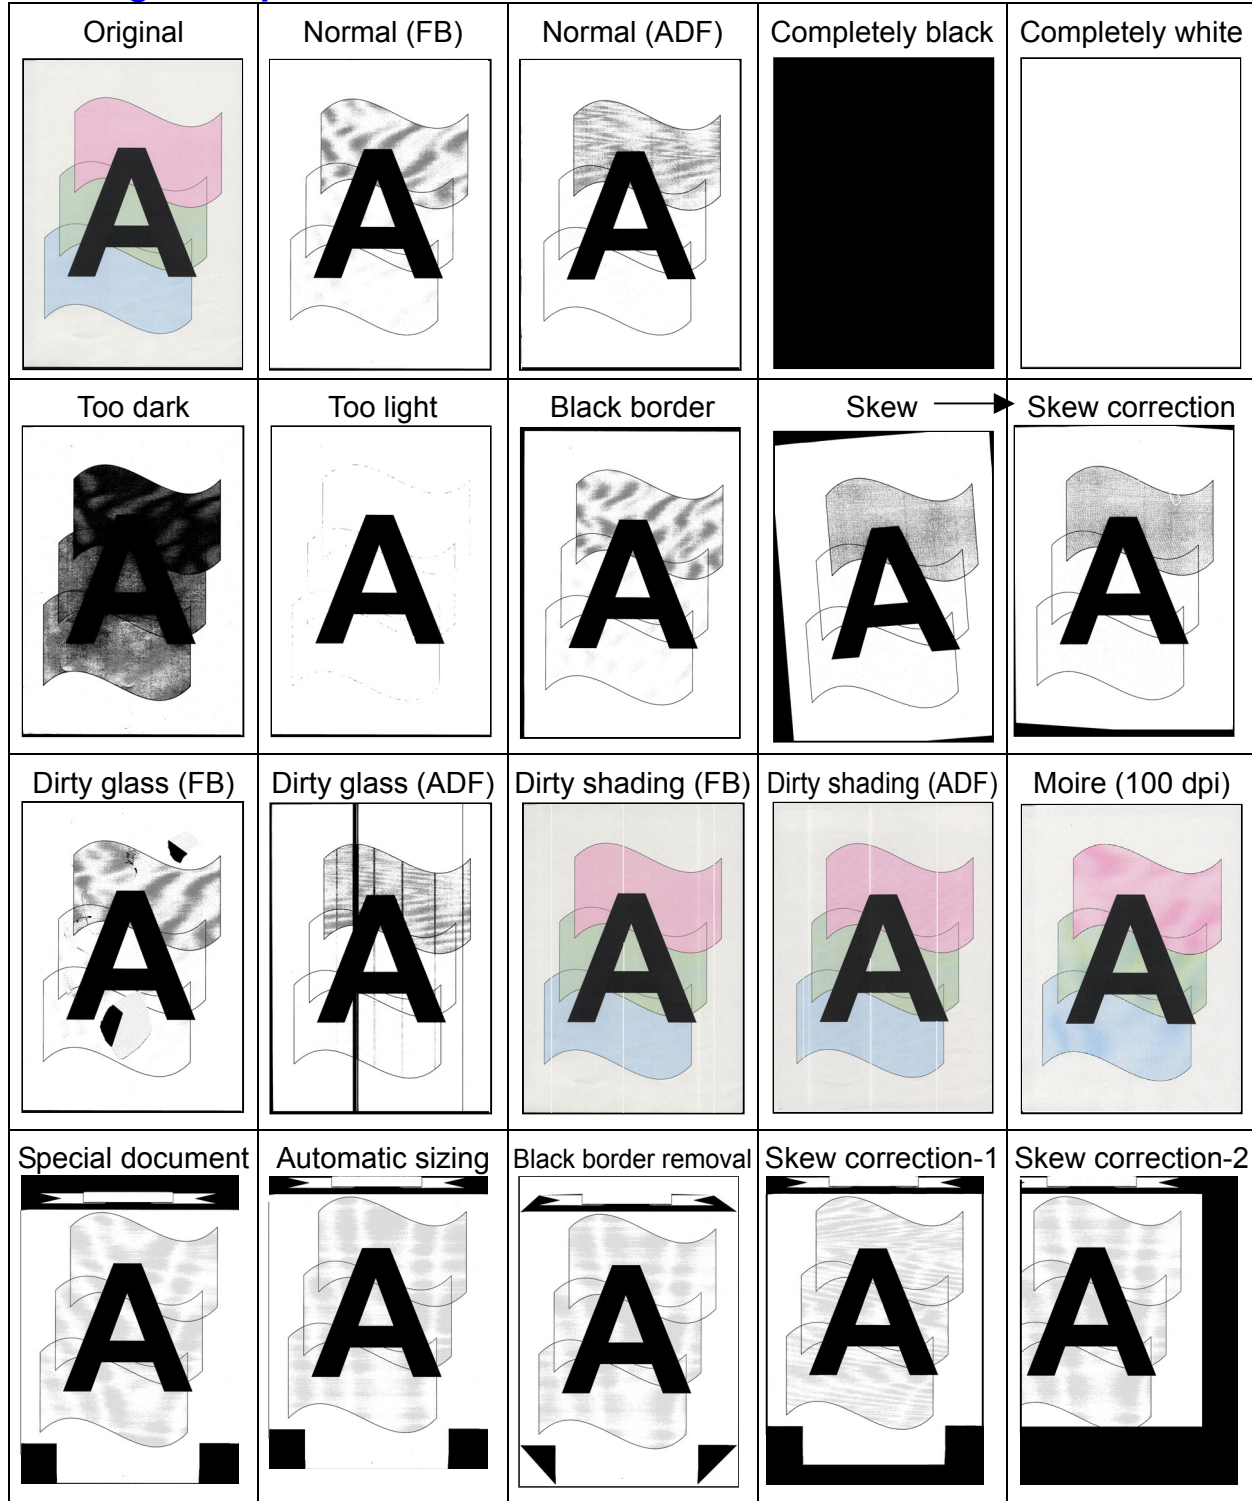 Original Normal (FB) Normal (ADF) Completely black Completely white
A A A
Too dark Too light Black border Skew Skew correction
A A A A A
Dirty glass (FB) Dirty glass (ADF) Dirty shading (FB) Dirty shading (ADF) Moire (100 dpi)
A A A A A
Special document Automatic sizing Black border removal Skew correction-1 Skew correction-2
A A A A A